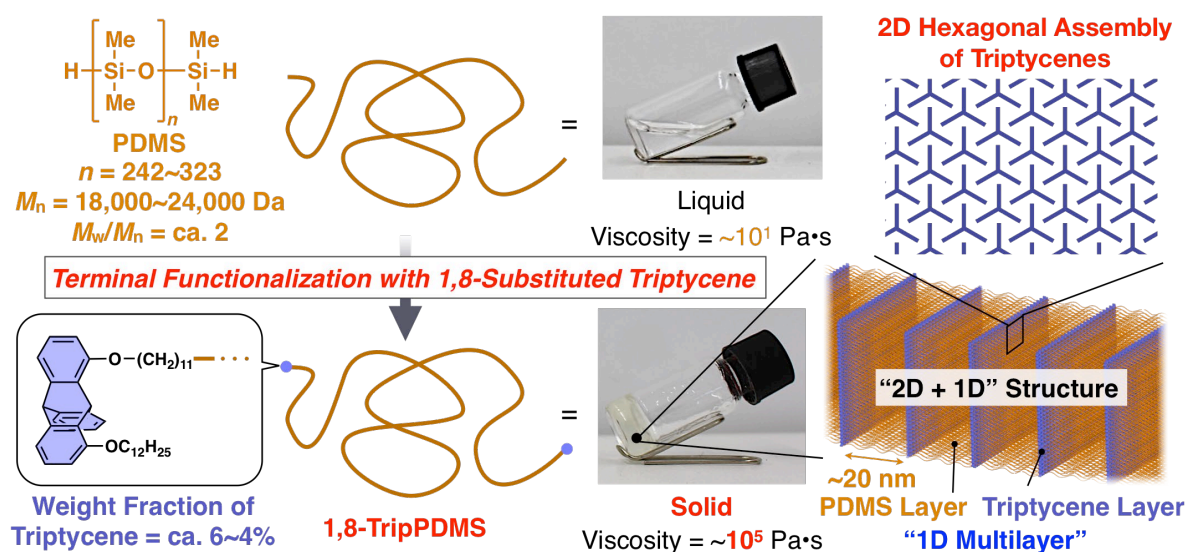 Me Me
H Si O Si H
Me Me
n
PDMS
n = 242~323
Mn = 18,000~24,000 Da
Mw/Mn = ca. 2
=
Liquid
Viscosity = ~10¹ Pa•s
2D Hexagonal Assembly
of Triptycenes
Terminal Functionalization with 1,8-Substituted Triptycene
O–(CH2)11
OC12H25
Weight Fraction of
Triptycene = ca. 6~4%
1,8-TripPDMS
=
Solid
Viscosity = ~10⁵ Pa•s
“2D + 1D” Structure
~20 nm
PDMS Layer
Triptycene Layer
“1D Multilayer”